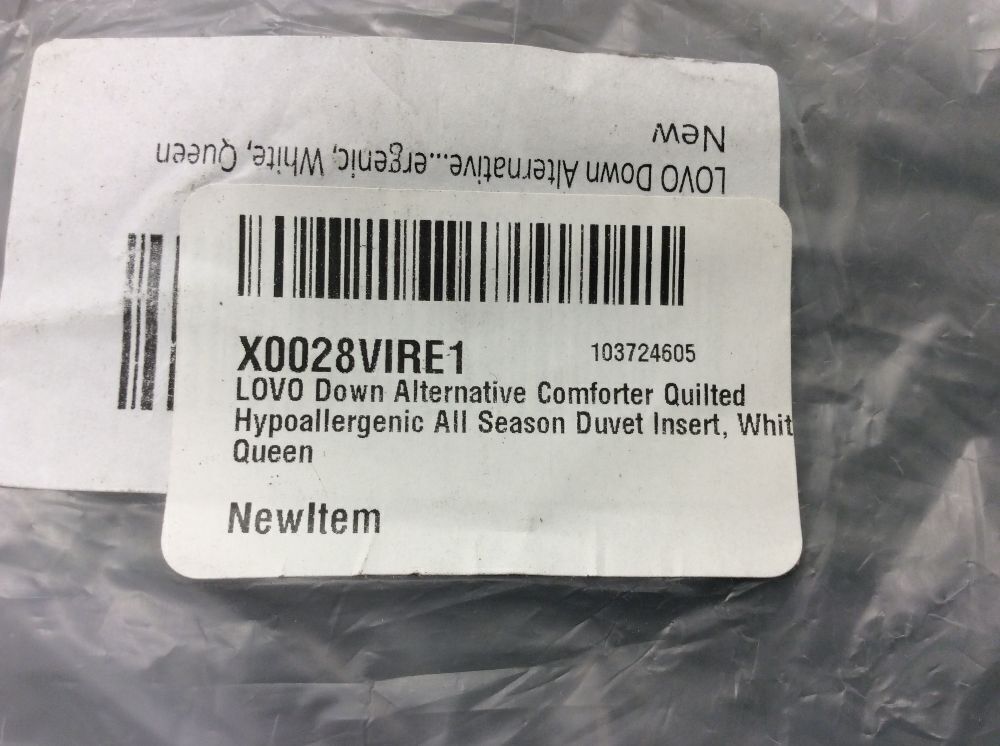 New
LOVO Down Alternative...ergenic, White, Queen
X0028VIRE1
103724605
LOVO Down Alternative Comforter Quilted
Hypoallergenic All Season Duvet Insert, Whit
Queen
NewItem